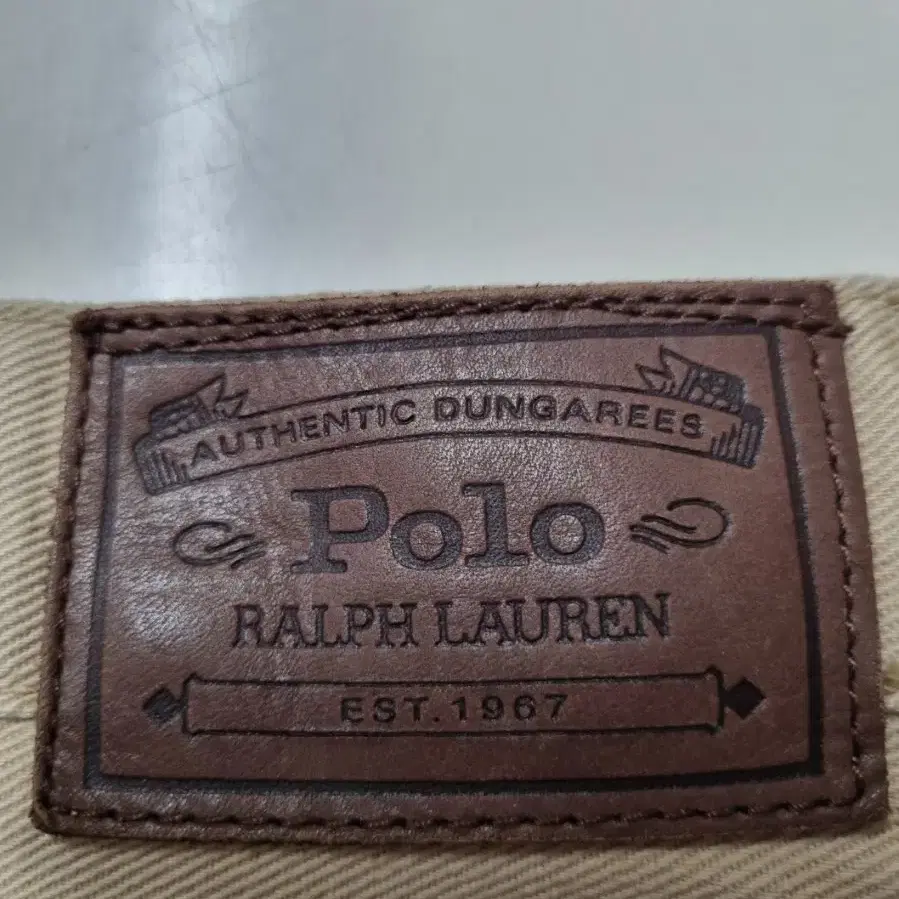 AUTHENTIC DUNGAREES
Polo
RALPH LAUREN
EST. 1967